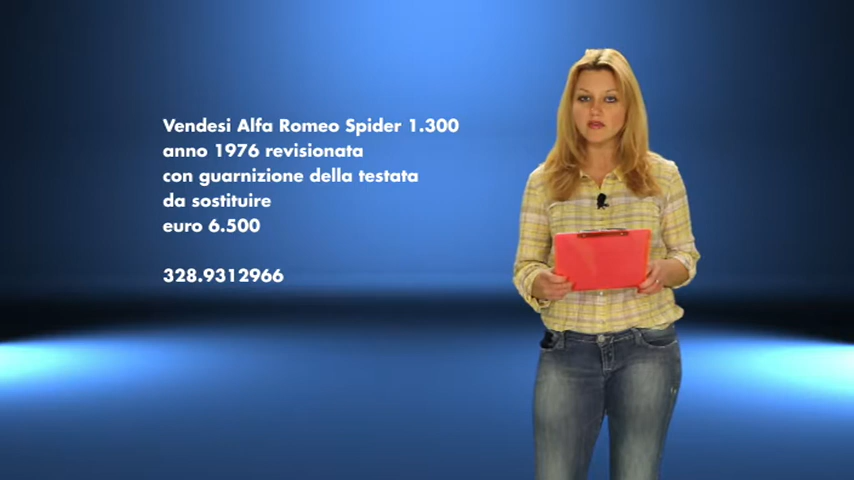 Vendesi Alfa Romeo Spider 1.300
anno 1976 revisionata
con guarnizione della testata
da sostituire
euro 6.500
328.9312966